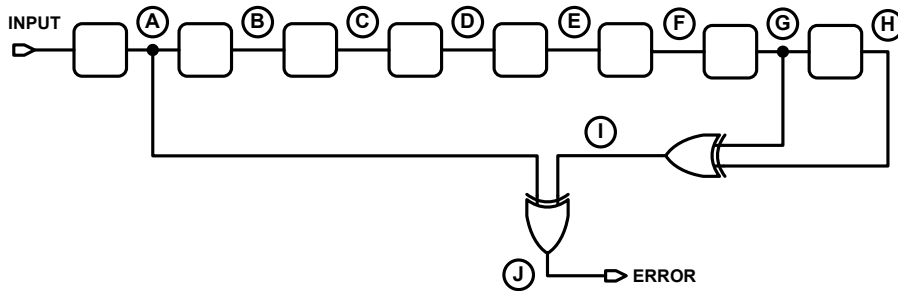 INPUT
A B C D E F G H
I
J
ERROR